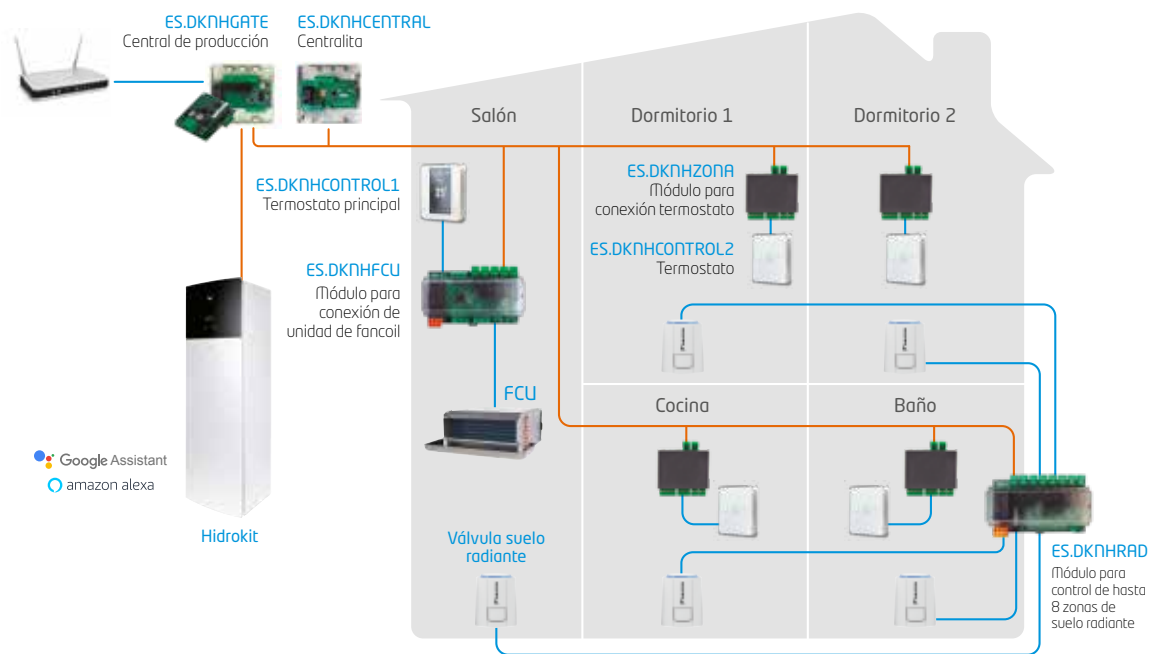 ES.DKNHGATE
Central de producción
ES.DKNHCENTRAL
Centralita
Salón
Dormitorio 1
Dormitorio 2
ES.DKNHCONTROL1
Termostato principal
ES.DKNHZONA
Módulo para
conexión termostato
ES.DKNHCONTROL2
Termostato
ES.DKNHFCU
Módulo para
conexión de
unidad de fancoil
FCU
Cocina
Baño
Google Assistant
amazon alexa
Hidrokit
Válvula suelo
radiante
ES.DKNHRAD
Módulo para
control de hasta
8 zonas de
suelo radiante